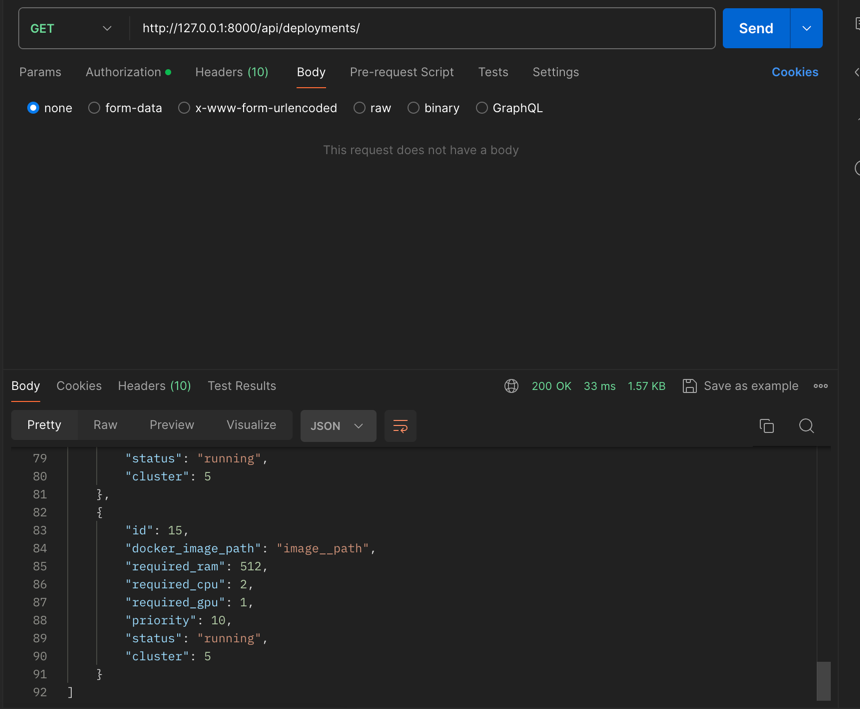 GET http://127.0.0.1:8000/api/deployments/ Send
Params Authorization Headers (10) Body Pre-request Script Tests Settings Cookies
none form-data x-www-form-urlencoded raw binary GraphQL
This request does not have a body
Body Cookies Headers (10) Test Results 200 OK 33 ms 1.57 KB Save as example
Pretty Raw Preview Visualize JSON
79 "status": "running",
80 "cluster": 5
81 },
82 {
83 "id": 15,
84 "docker_image_path": "image__path",
85 "required_ram": 512,
86 "required_cpu": 2,
87 "required_gpu": 1,
88 "priority": 10,
89 "status": "running",
90 "cluster": 5
91 }
92 ]